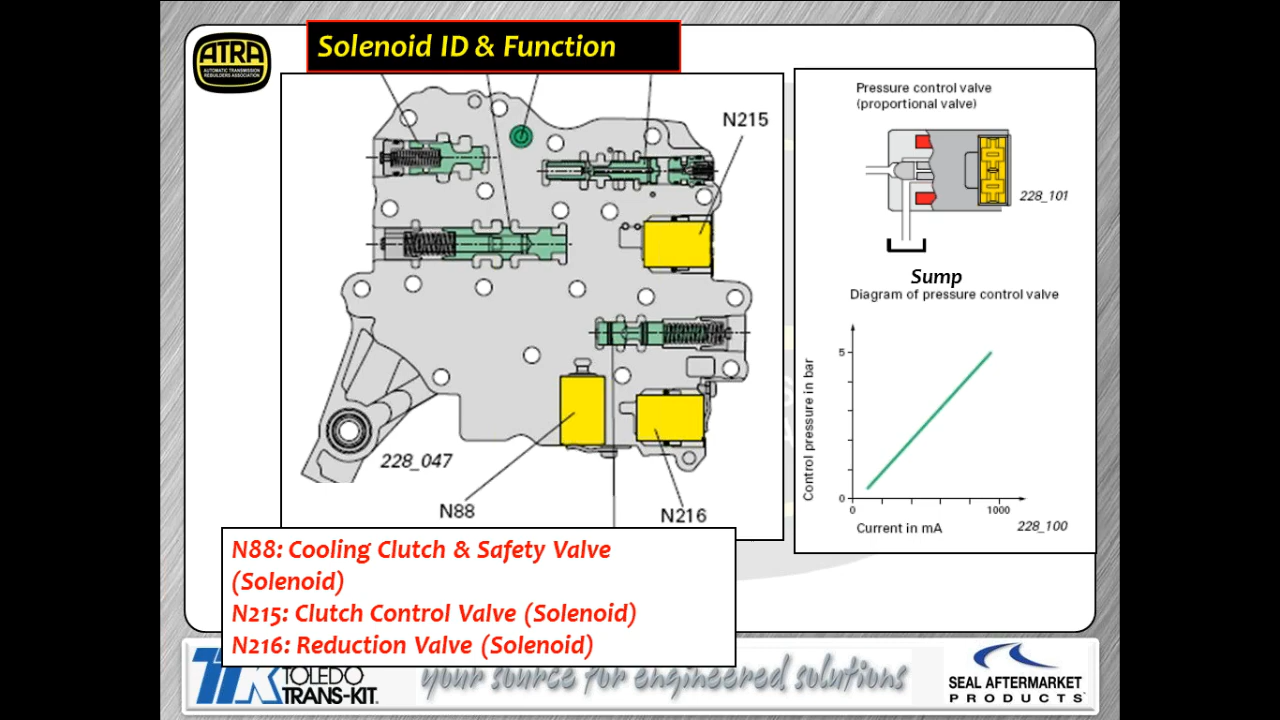 Solenoid ID & Function
ATRA
AUTOMATIC TRANSMISSION
REBUILDERS ASSOCIATION
N215
228_047
N88
N216
Pressure control valve
(proportional valve)
228_101
Sump
Diagram of pressure control valve
Control pressure in bar
5
0
0
1000
Current in mA
228_100
N88: Cooling Clutch & Safety Valve
(Solenoid)
N215: Clutch Control Valve (Solenoid)
N216: Reduction Valve (Solenoid)
TTK TOLEDO
TRANS-KIT.
your source for engineered solutions
SEAL AFTERMARKET
PRODUCTS